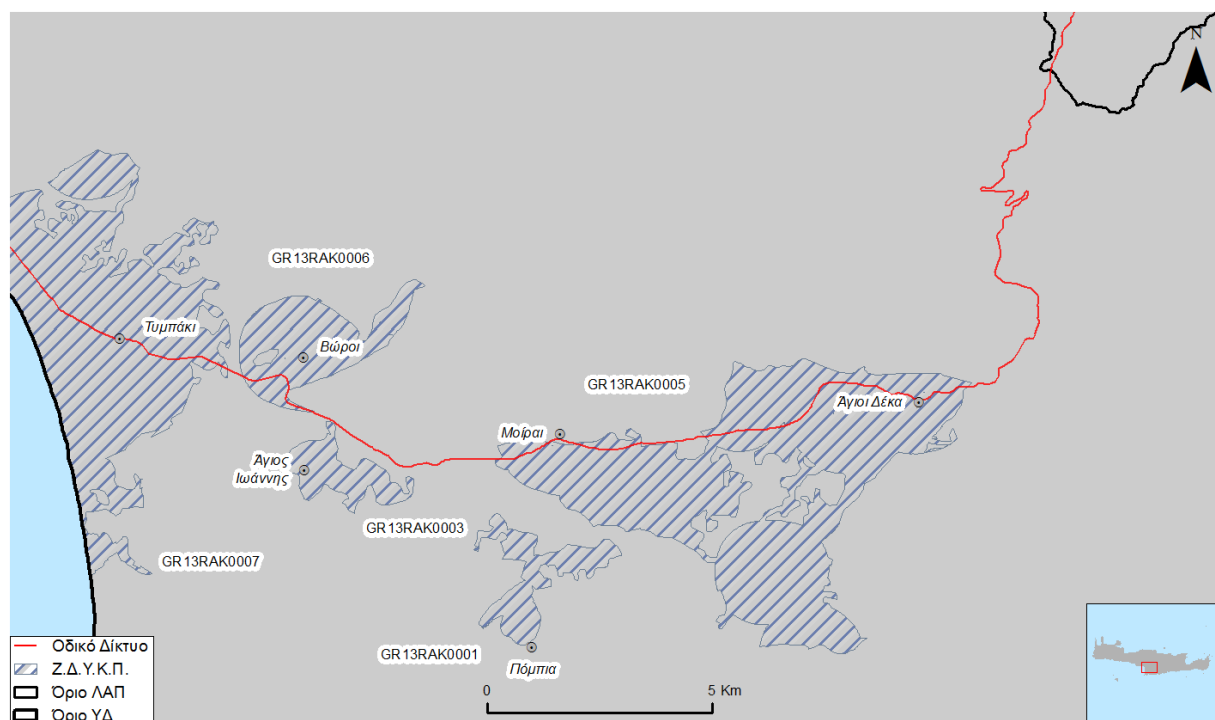 N
GR13RAK0006
Τυμπάκι
Βώροι
GR13RAK0005
Άγιοι Δέκα
Μοίραι
Άγιος
Ιωάννης
GR13RAK0003
GR13RAK0007
GR13RAK0001
Πόμπια
Οδικό Δίκτυο
Ζ.Δ.Υ.Κ.Π.
Όριο ΛΑΠ
Όριο ΥΔ
0 5 Km